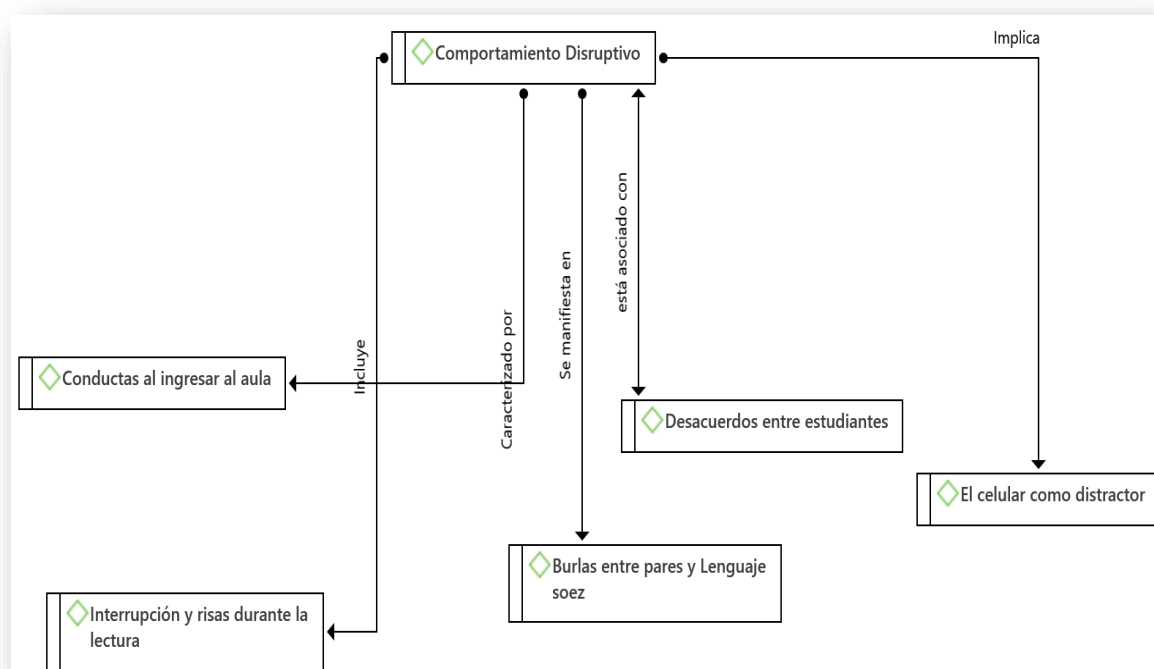 Implica
Comportamiento Disruptivo
está asociado con
Se manifiesta en
Caracterizado por
Incluye
Conductas al ingresar al aula
Desacuerdos entre estudiantes
El celular como distractor
Burlas entre pares y Lenguaje
soez
Interrupción y risas durante la
lectura